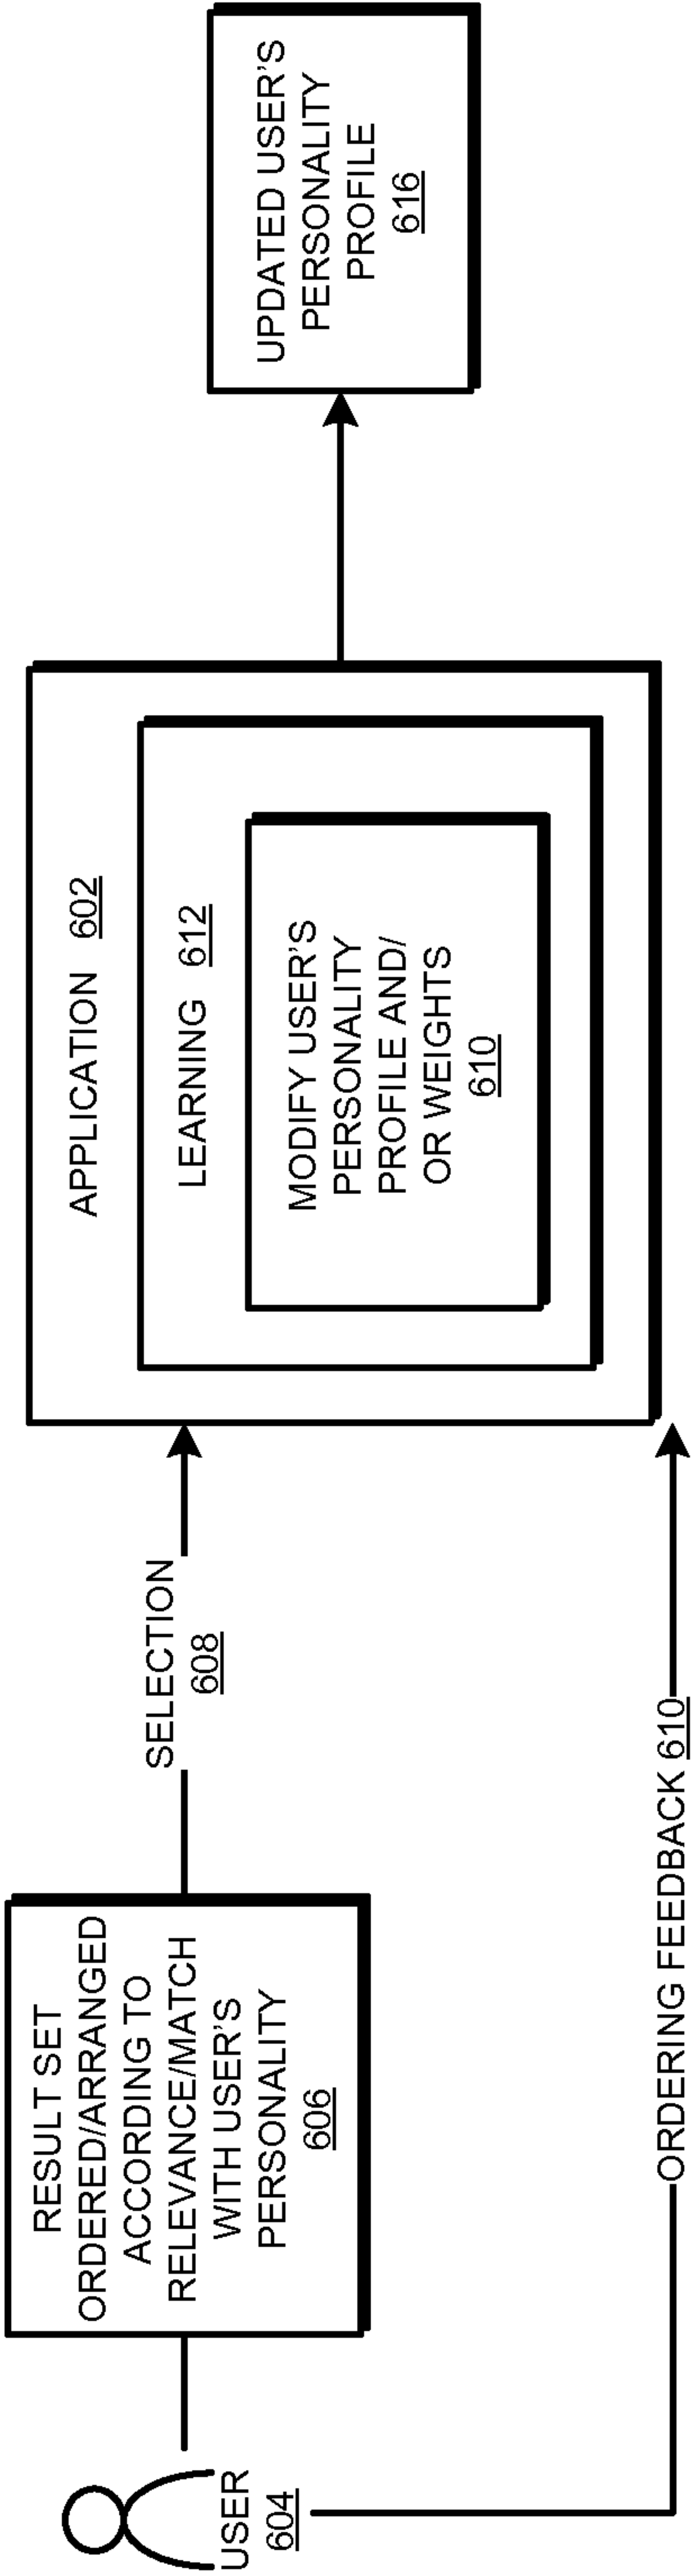 USER
604
RESULT SET
ORDERED/ARRANGED
ACCORDING TO
RELEVANCE/MATCH
WITH USER'S
PERSONALITY
606
SELECTION
608
ORDERING FEEDBACK 610
APPLICATION 602
LEARNING 612
MODIFY USER'S
PERSONALITY
PROFILE AND/
OR WEIGHTS
610
UPDATED USER'S
PERSONALITY
PROFILE
616